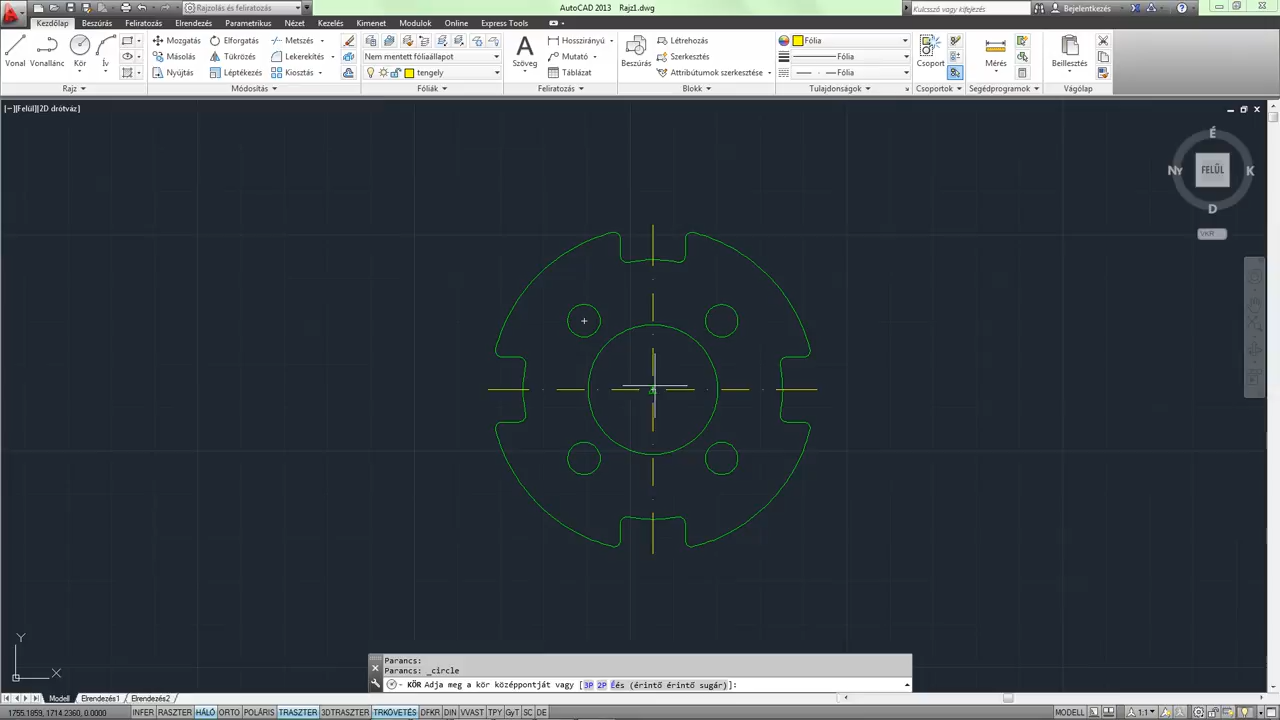 Rajzolás és feliratozás
AutoCAD 2013 Rajz1.dwg
Kulcsszó vagy kifejezés
Bejelentkezés
Kezdőlap Beszúrás Feliratozás Elrendezés Parametrikus Nézet Kezelés Kimenet Modulok Online Express Tools
Vonal Vonallánc Kör Ív
Mozgatás Elforgatás Metszés
Másolás Tükrözés Lekerekítés
Nyújtás Léptékezés Kiosztás
Nem mentett fóliaállapot
tengely
Szöveg
Hosszirányú
Mutató
Táblázat
Beszúrás
Létrehozás
Szerkesztés
Attribútumok szerkesztése
Fólia
Fólia
Fólia
Csoport
Mérés
Beillesztés
Rajz Módosítás Fóliák Feliratozás Blokk Tulajdonságok Csoportok Segédprogramok Vágólap
[−][Felül][2D drótváz]
É
NY FELÜL K
D
VKR
Y
X
Parancs:
Parancs: _circle
KÖR Adja meg a kör középpontját vagy [3P 2P Éés (érintő érintő sugár)]:
Modell Elrendezés1 Elrendezés2
1755.1859, 1714.2360, 0.0000 INFER RASZTER HÁLÓ ORTO POLÁRIS TRASZTER 3DTRASZTER TRKÖVETÉS DFKR DIN VVAST TPY GyT SC DE MODELL 1:1